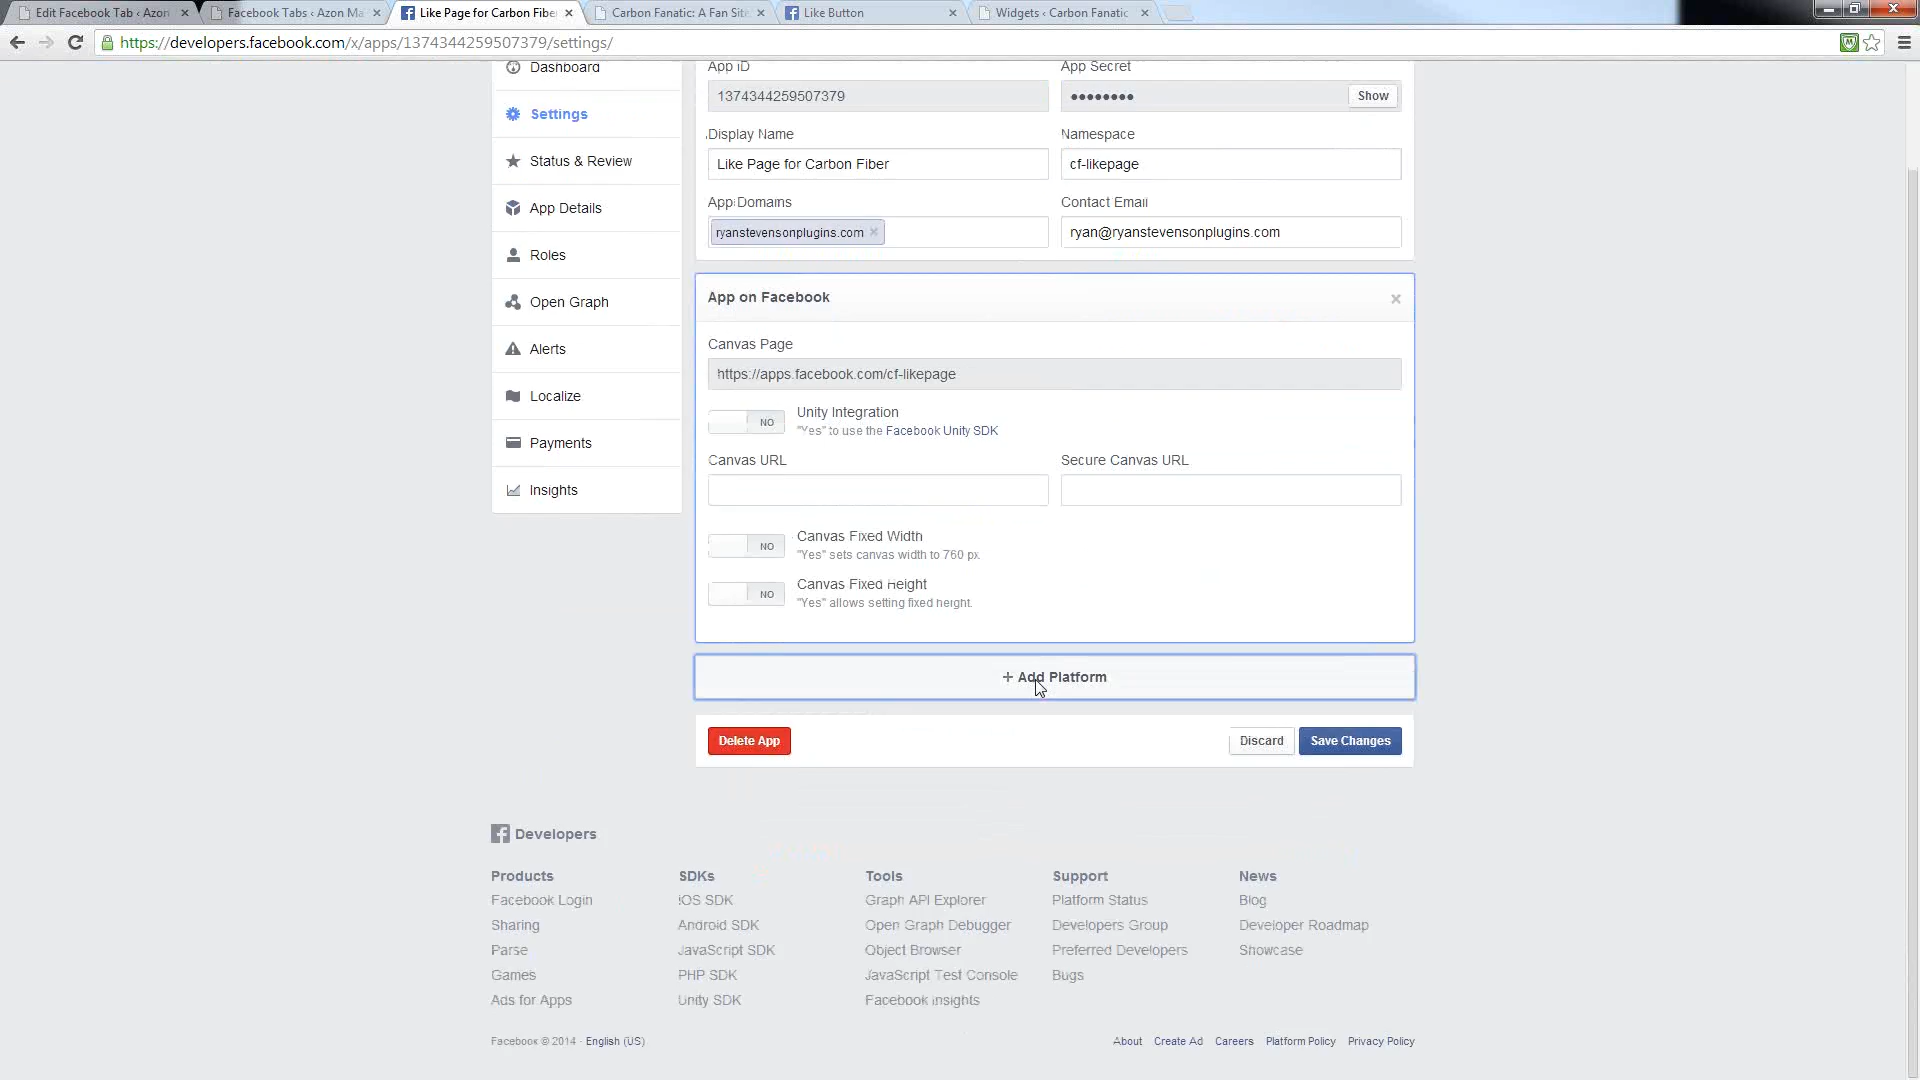 Edit Facebook Tab ‹ Azon
Facebook Tabs ‹ Azon Ma
Like Page for Carbon Fibe
Carbon Fanatic: A Fan Site
Like Button
Widgets ‹ Carbon Fanatic
https://developers.facebook.com/x/apps/1374344259507379/settings/
Dashboard
Settings
Status & Review
App Details
Roles
Open Graph
Alerts
Localize
Payments
Insights
App ID
App Secret
1374344259507379
••••••••
Show
Display Name
Namespace
Like Page for Carbon Fiber
cf-likepage
App Domains
Contact Email
ryanstevensonplugins.com
ryan@ryanstevensonplugins.com
App on Facebook
Canvas Page
https://apps.facebook.com/cf-likepage
NO
Unity Integration
"Yes" to use the Facebook Unity SDK
Canvas URL
Secure Canvas URL
NO
Canvas Fixed Width
"Yes" sets canvas width to 760 px.
NO
Canvas Fixed Height
"Yes" allows setting fixed height.
+ Add Platform
Delete App
Discard
Save Changes
Developers
Products
Facebook Login
Sharing
Parse
Games
Ads for Apps
SDKs
iOS SDK
Android SDK
JavaScript SDK
PHP SDK
Unity SDK
Tools
Graph API Explorer
Open Graph Debugger
Object Browser
JavaScript Test Console
Facebook Insights
Support
Platform Status
Developers Group
Preferred Developers
Bugs
News
Blog
Developer Roadmap
Showcase
Facebook © 2014 · English (US)
About
Create Ad
Careers
Platform Policy
Privacy Policy